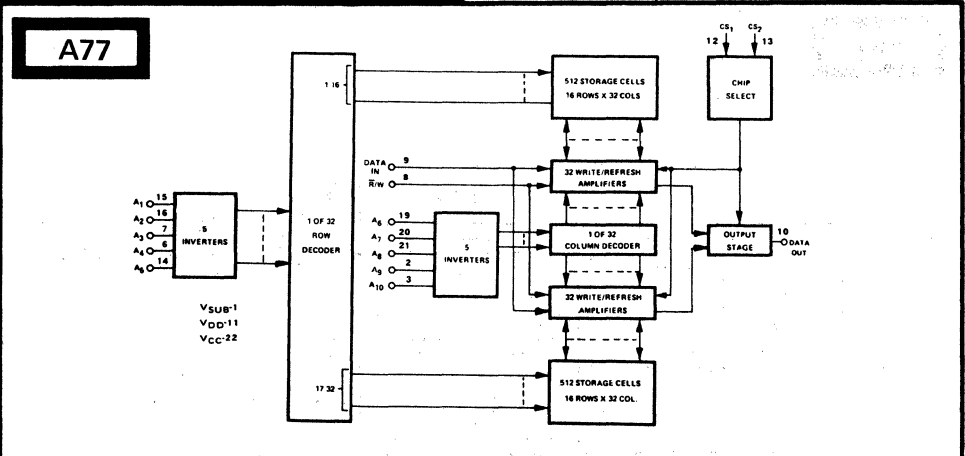 A77
CS1 CS2
12 13
CHIP
SELECT
1 16
512 STORAGE CELLS
16 ROWS X 32 COLS
DATA
IN 9
R̅/W 8
32 WRITE/REFRESH
AMPLIFIERS
A1 15
A2 16
A3 7
A4 6
A5 14
5
INVERTERS
1 OF 32
ROW
DECODER
A6 19
A7 20
A8 21
A9 2
A10 3
5
INVERTERS
1 OF 32
COLUMN DECODER
OUTPUT
STAGE
10
DATA
OUT
32 WRITE/REFRESH
AMPLIFIERS
VSUB-1
VDD-11
VCC-22
17 32
512 STORAGE CELLS
16 ROWS X 32 COL.